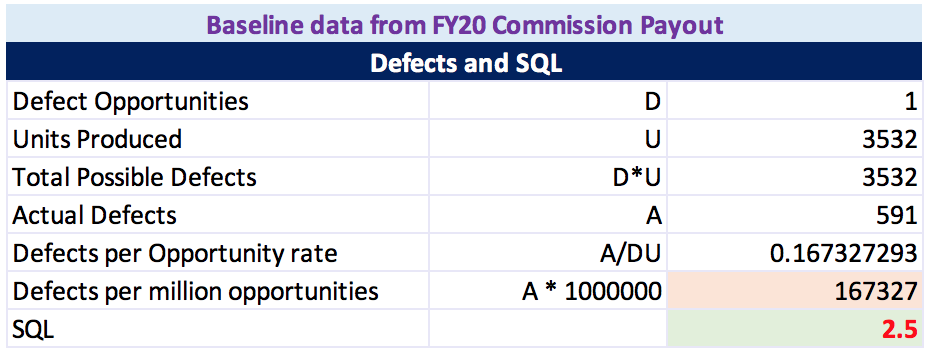 Baseline data from FY20 Commission Payout
Defects and SQL
Defect Opportunities D 1
Units Produced U 3532
Total Possible Defects D*U 3532
Actual Defects A 591
Defects per Opportunity rate A/DU 0.167327293
Defects per million opportunities A * 1000000 167327
SQL 2.5